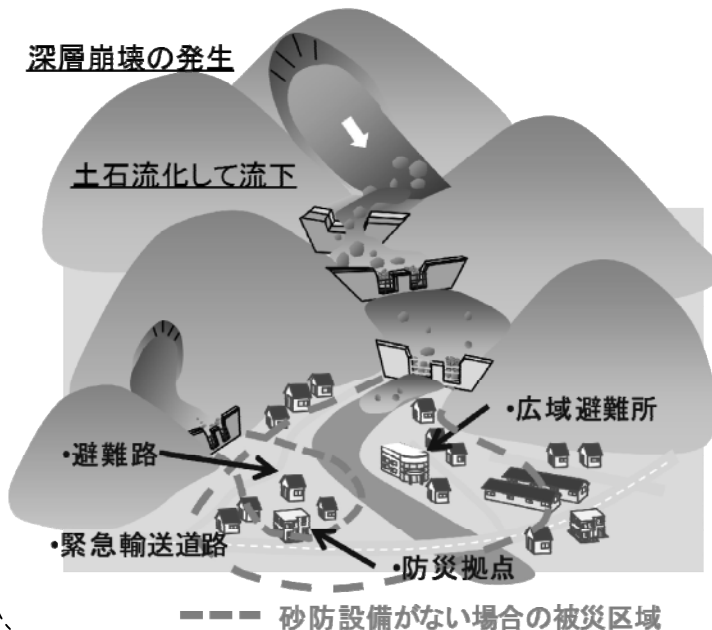 深層崩壊の発生
土石流化して流下
・広域避難所
・避難路
・緊急輸送道路
・防災拠点
砂防設備がない場合の被災区域